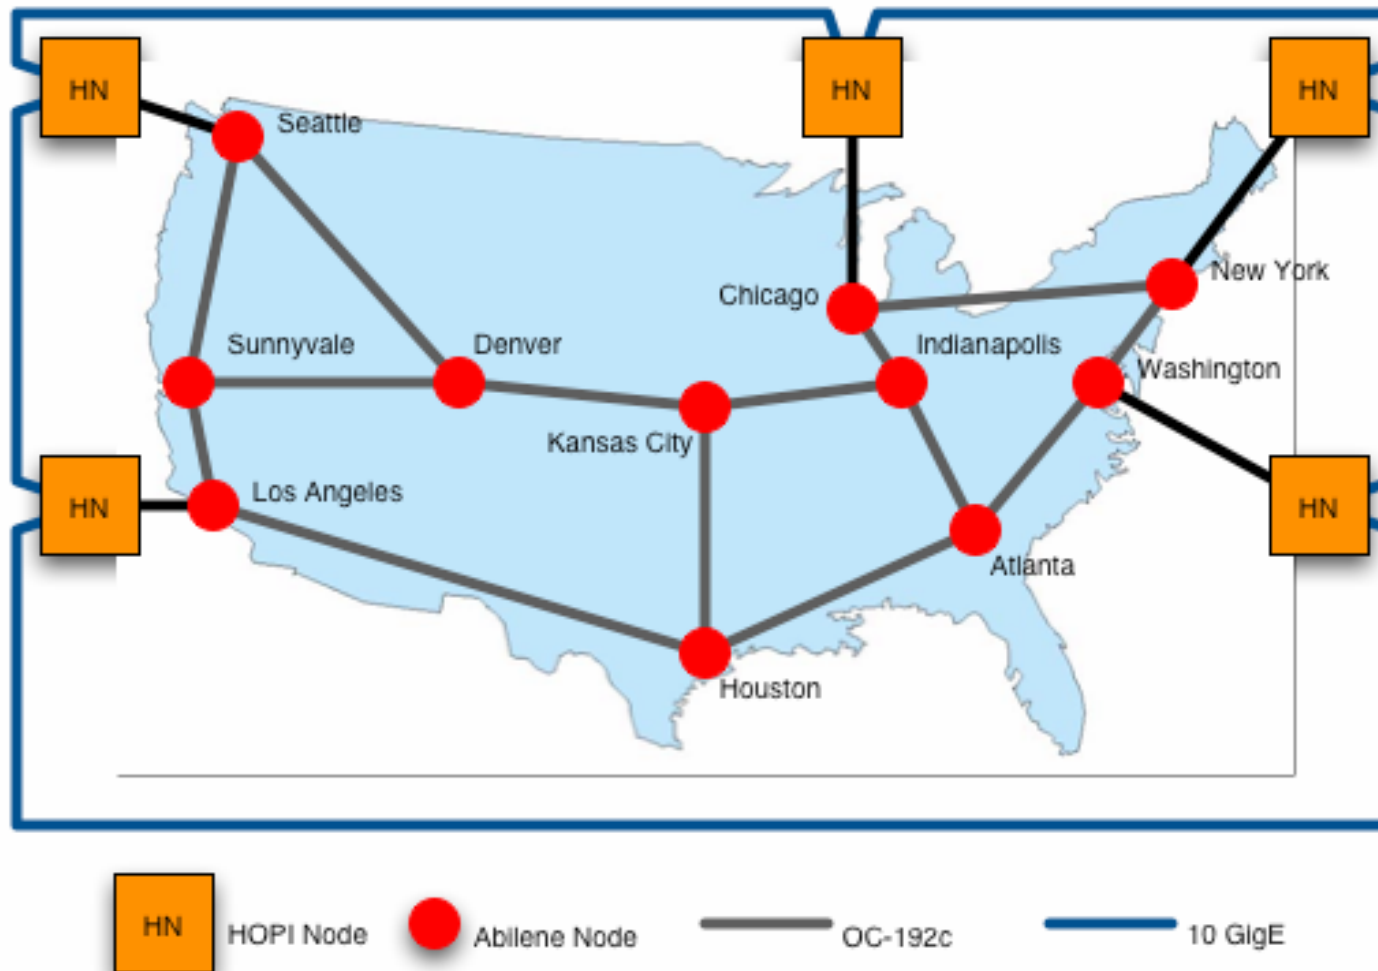 HN
HN
HN
Seattle
New York
Chicago
Sunnyvale
Denver
Indianapolis
Washington
Kansas City
Los Angeles
HN
HN
Atlanta
Houston
HN
HOPI Node
Abilene Node
OC-192c
10 GIgE